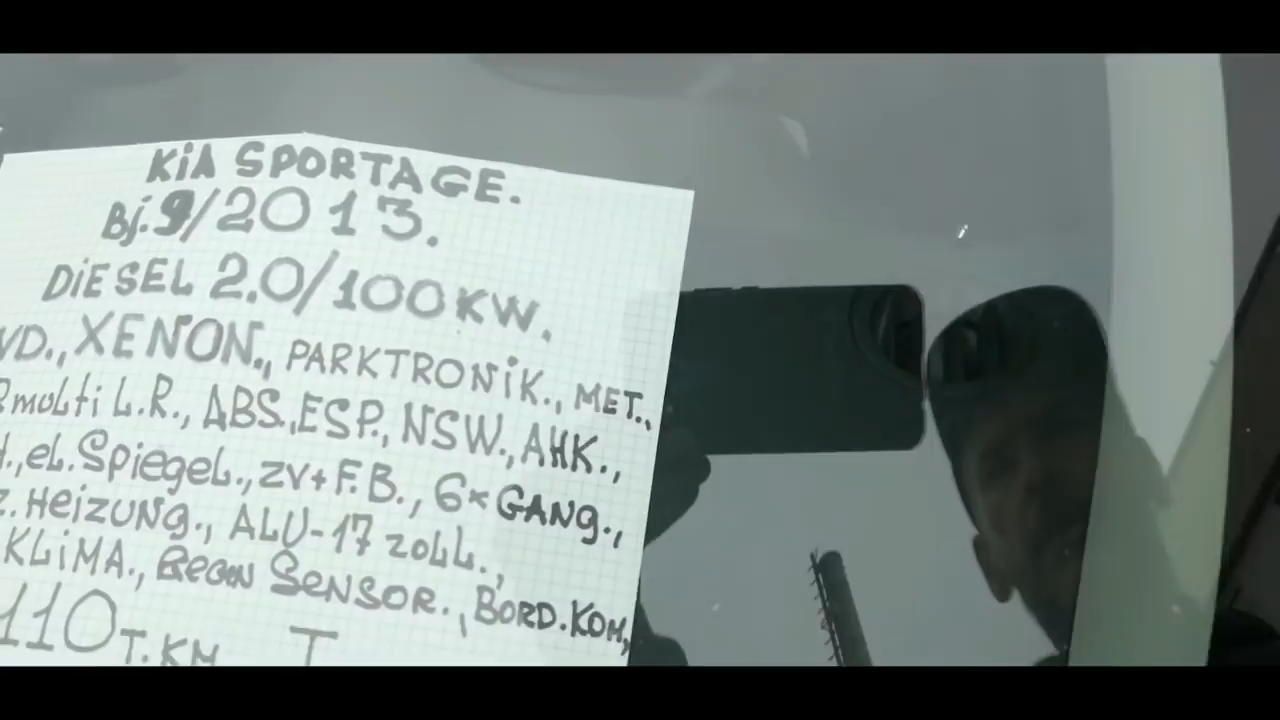 KiA SPORTAGE.
Bj. 9/2013.
DiESEL 2.0/100KW.
XENON., PARKTRONiK., MET.,
multi L.R., ABS., ESP., NSW., AHK.,
eL. Spiegel., ZV+F.B., 6x GANG.,
Heizung., ALU-17 zoLL.,
KLiMA., Regen SENSOR., BORD.KOM,
110 T.KM